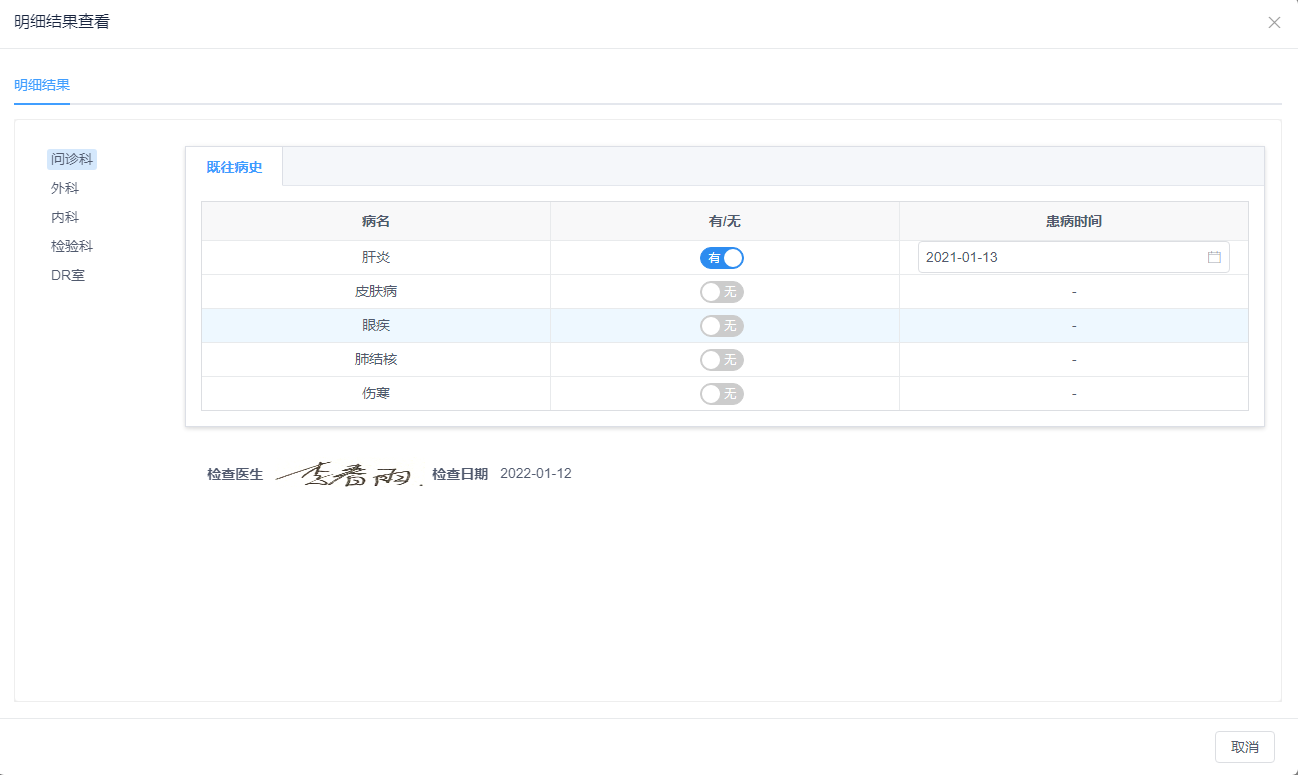 明细结果查看
明细结果
问诊科
外科
内科
检验科
DR室
既往病史
病名 有/无 患病时间
肝炎 有 2021-01-13
皮肤病 无 -
眼疾 无 -
肺结核 无 -
伤寒 无 -
检查医生 检查日期 2022-01-12
取消